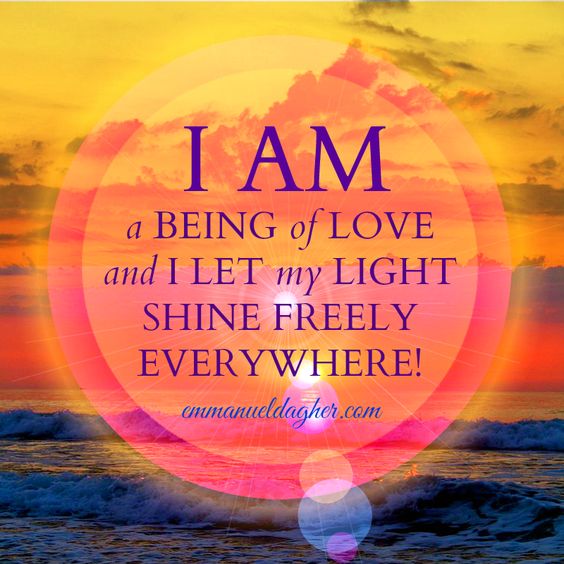 I AM
a BEING of LOVE
and I LET my LIGHT
SHINE FREELY
EVERYWHERE!
emmanueldagher.com